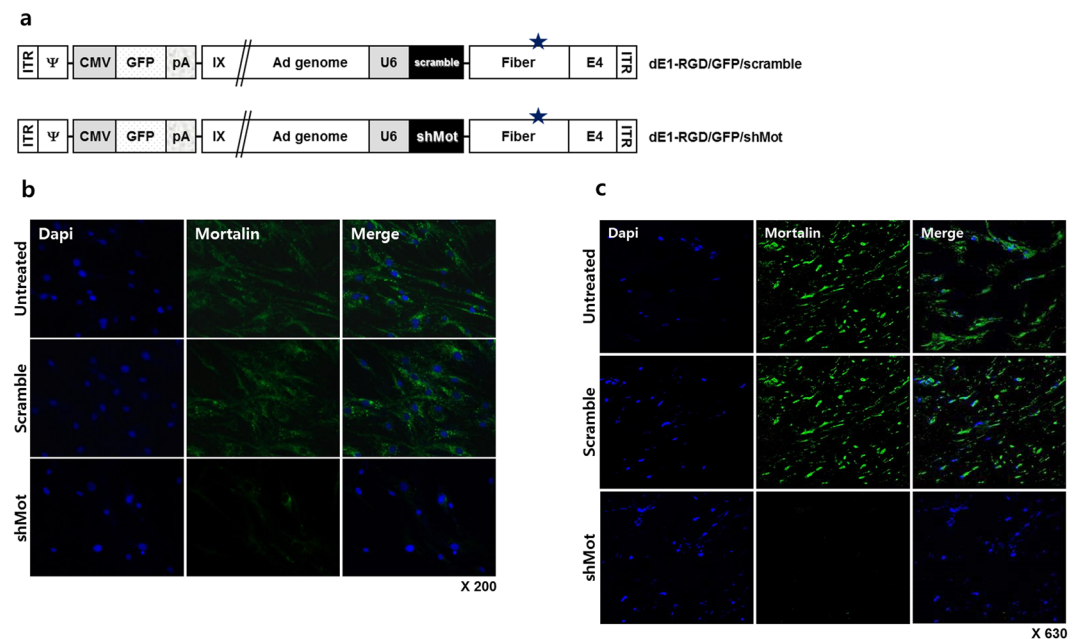 a
ITR Ψ CMV GFP pA IX Ad genome U6 scramble Fiber E4 ITR dE1-RGD/GFP/scramble
ITR Ψ CMV GFP pA IX Ad genome U6 shMot Fiber E4 ITR dE1-RGD/GFP/shMot
b
Dapi Mortalin Merge
Untreated
Scramble
shMot
X 200
c
Dapi Mortalin Merge
Untreated
Scramble
shMot
X 630